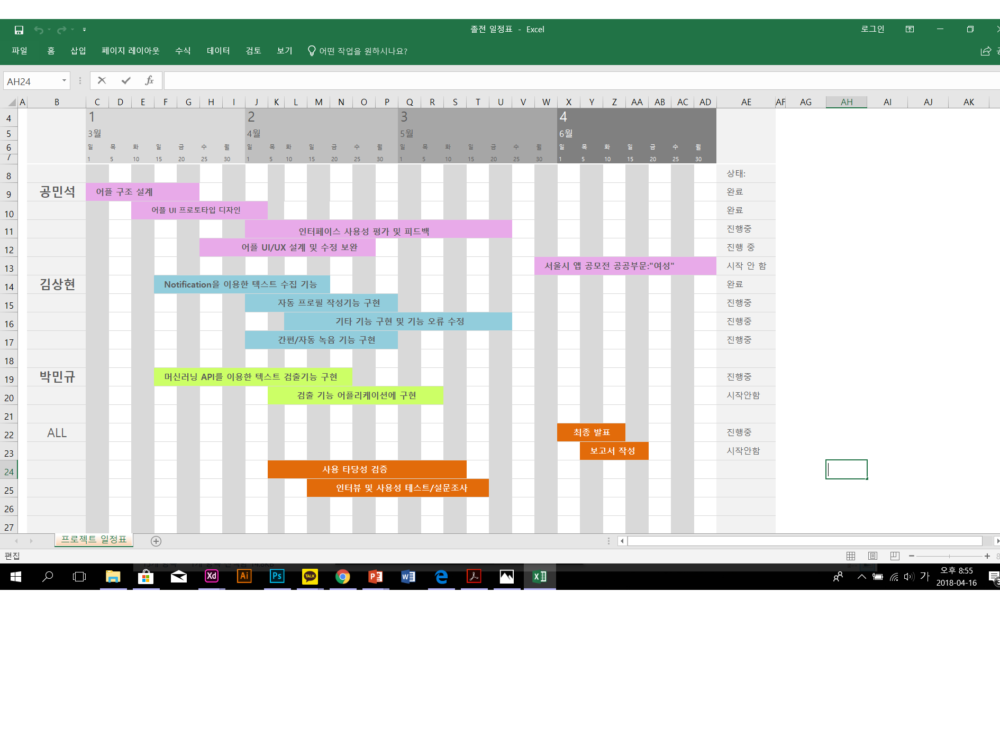 졸전 일정표 - Excel
로그인
파일 홈 삽입 페이지 레이아웃 수식 데이터 검토 보기 어떤 작업을 원하시나요?
AH24 fx
A B C D E F G H I J K L M N O P Q R S T U V W X Y Z AA AB AC AD AE AF AG AH AI AJ AK
4 1 2 3 4
5 3월 4월 5월 6월
6 일 목 화 일 금 수 월 일 목 화 일 금 수 월 일 목 화 일 금 수 월 일 목 화 일 금 수 월
7 1 5 10 15 20 25 30 1 5 10 15 20 25 30 1 5 10 15 20 25 30 1 5 10 15 20 25 30
8 상태:
9 공민석 어플 구조 설계 완료
10 어플 UI 프로토타입 디자인 완료
11 인터페이스 사용성 평가 및 피드백 진행중
12 어플 UI/UX 설계 및 수정 보완 진행 중
13 서울시 앱 공모전 공공부문:"여성" 시작 안 함
14 김상현 Notification을 이용한 텍스트 수집 기능 완료
15 자동 프로필 작성기능 구현 진행중
16 기타 기능 구현 및 기능 오류 수정 진행중
17 간편/자동 녹음 기능 구현 진행중
18
19 박민규 머신러닝 API를 이용한 텍스트 검출기능 구현 진행중
20 검출 기능 어플리케이션에 구현 시작안함
21
22 ALL 최종 발표 진행중
23 보고서 작성 시작안함
24 사용 타당성 검증
25 인터뷰 및 사용성 테스트/설문조사
26
27
프로젝트 일정표
편집
Xd Ai Ps TALK 가 오후 8:55
2018-04-16